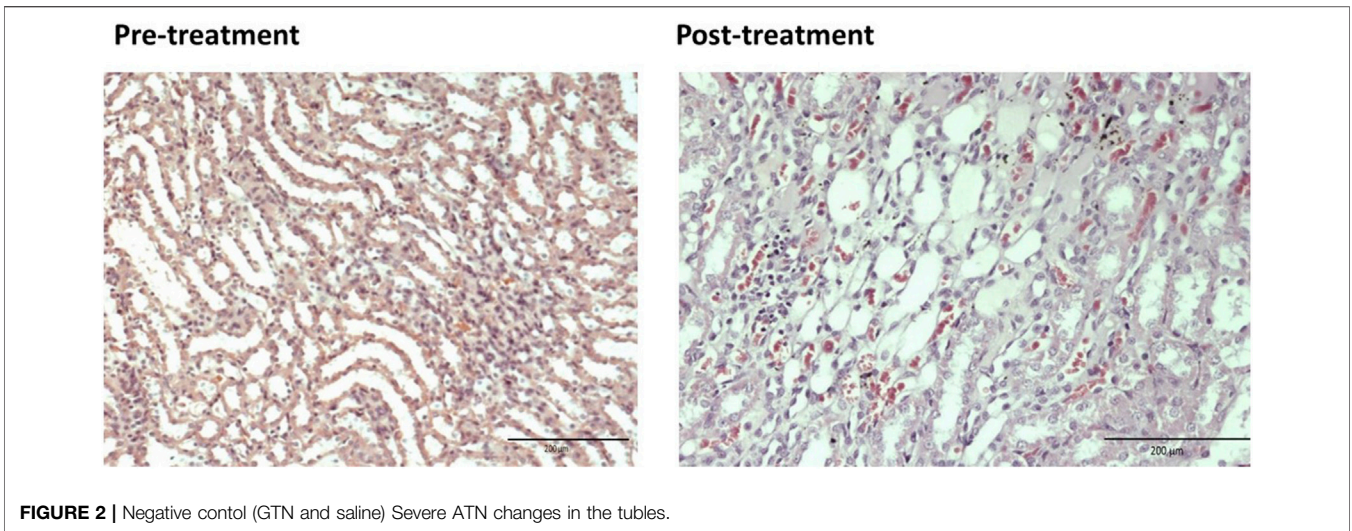 Pre-treatment
Post-treatment
200 µm
200 µm
FIGURE 2 | Negative contol (GTN and saline) Severe ATN changes in the tubles.